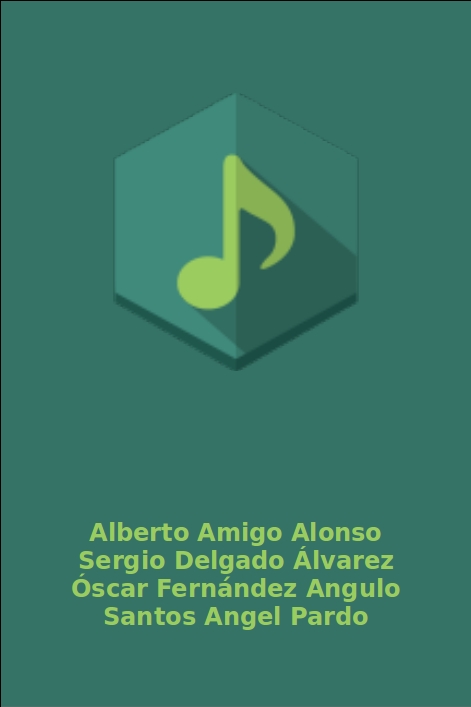 Alberto Amigo Alonso
Sergio Delgado Álvarez
Óscar Fernández Angulo
Santos Angel Pardo